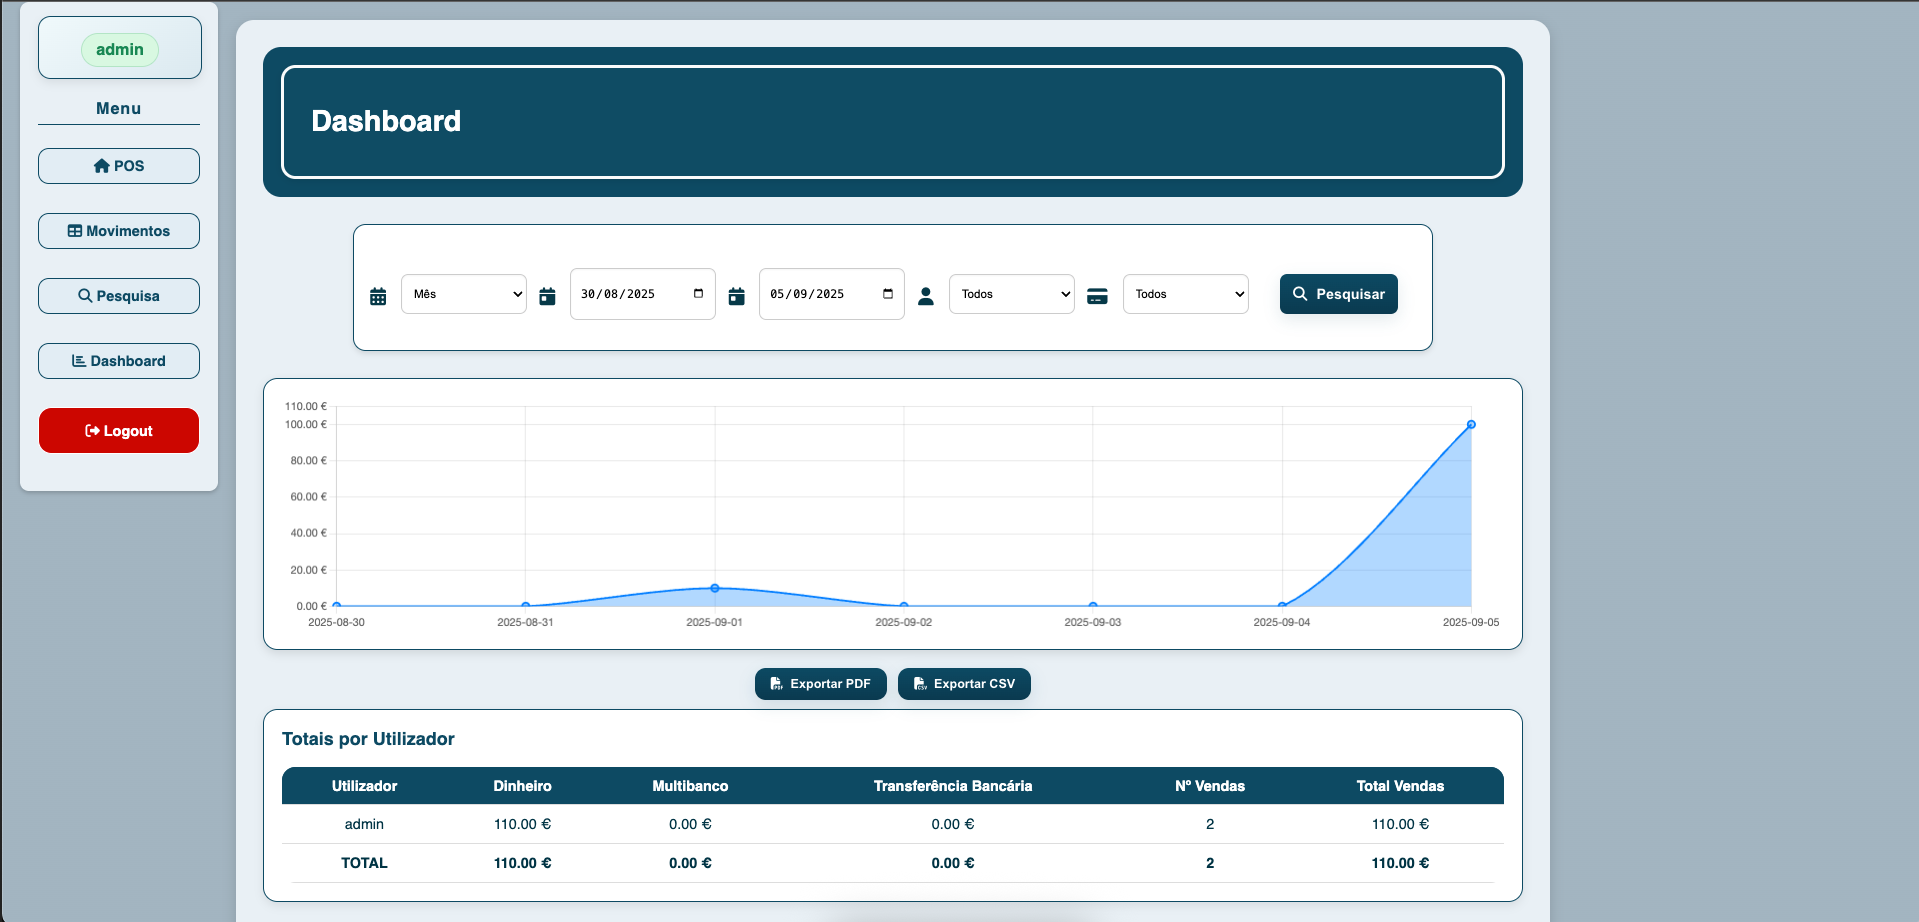 admin
Menu
POS
Movimentos
Pesquisa
Dashboard
Logout
Dashboard
Mês 30/08/2025 05/09/2025 Todos Todos Pesquisar
110.00 €
100.00 €
80.00 €
60.00 €
40.00 €
20.00 €
0.00 €
2025-08-30 2025-08-31 2025-09-01 2025-09-02 2025-09-03 2025-09-04 2025-09-05
PDF Exportar PDF CSV Exportar CSV
Totais por Utilizador
Utilizador Dinheiro Multibanco Transferência Bancária Nº Vendas Total Vendas
admin 110.00 € 0.00 € 0.00 € 2 110.00 €
TOTAL 110.00 € 0.00 € 0.00 € 2 110.00 €